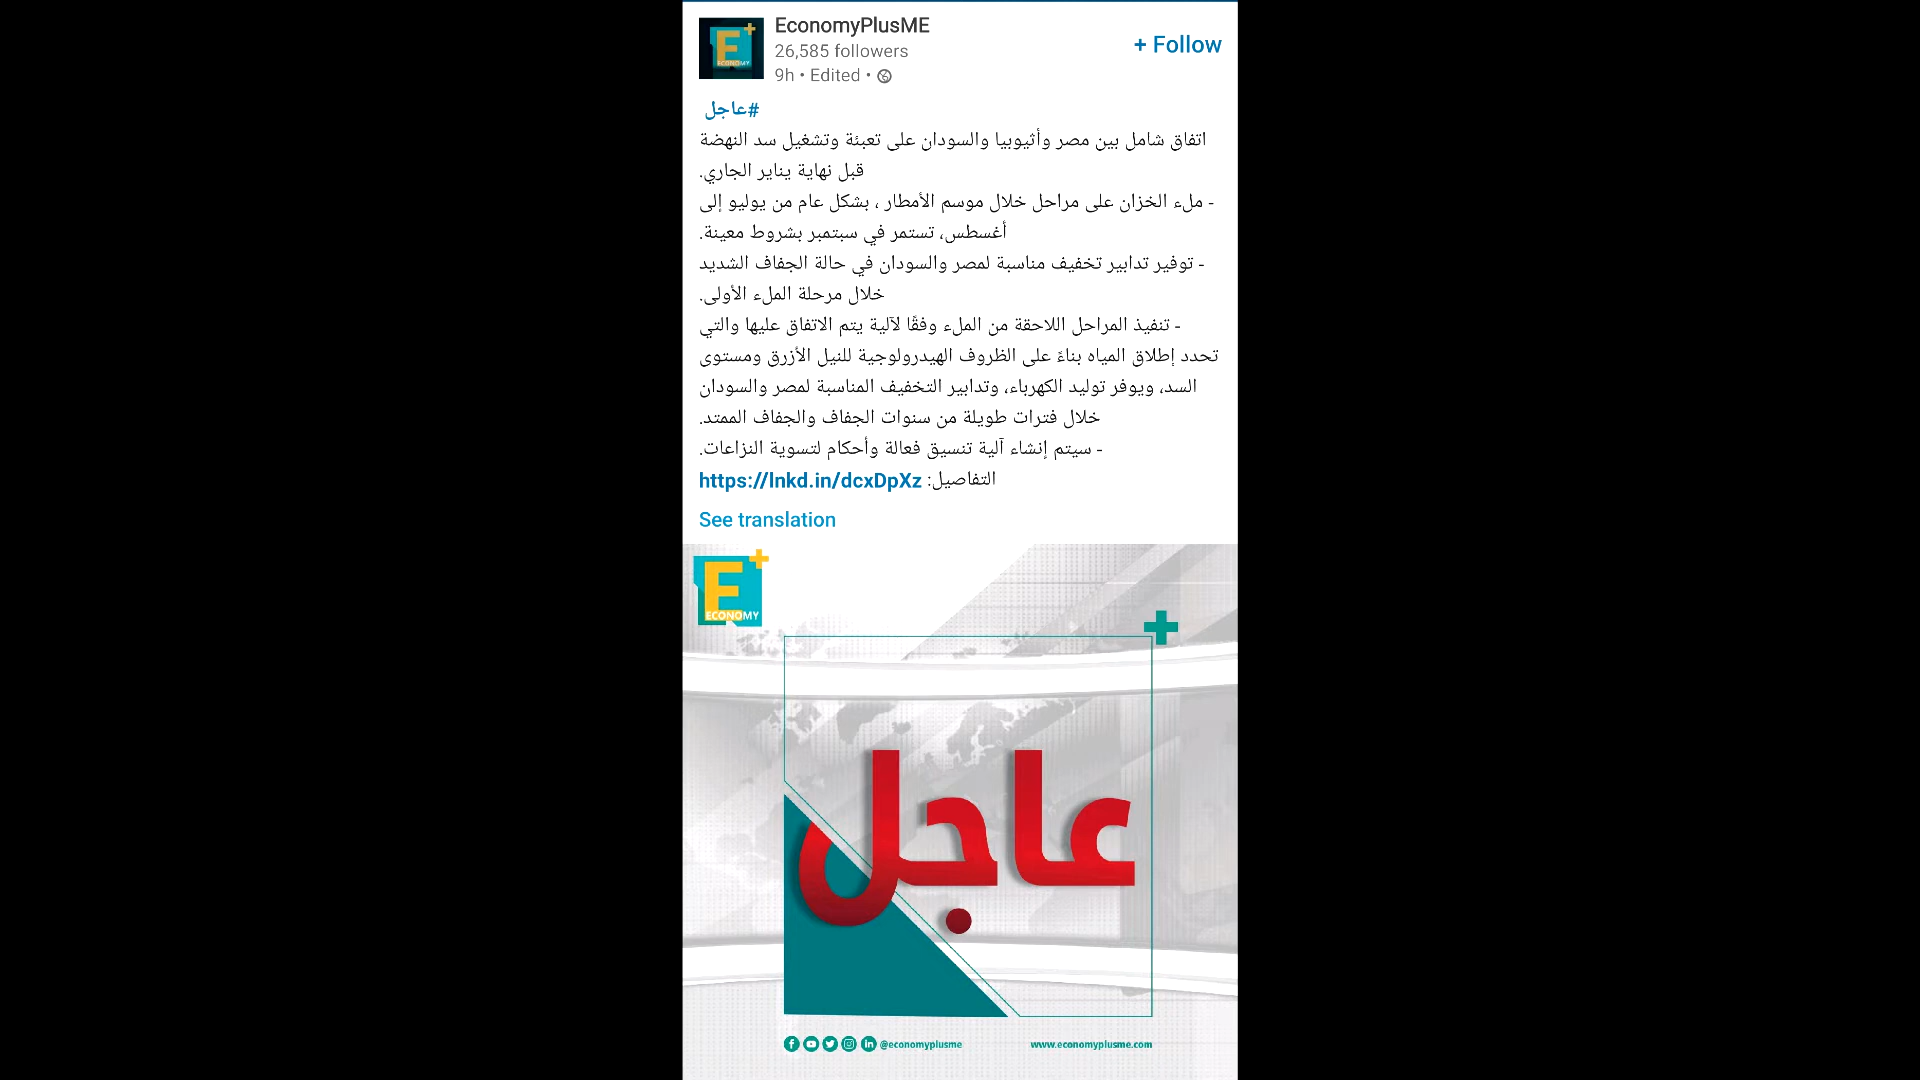 EconomyPlusME
26,585 followers
+ Follow
9h • Edited •
#عاجل
اتفاق شامل بين مصر وأثيوبيا والسودان على تعبئة وتشغيل سد النهضة
قبل نهاية يناير الجاري.
- ملء الخزان على مراحل خلال موسم الأمطار ، بشكل عام من يوليو إلى
أغسطس، تستمر في سبتمبر بشروط معينة.
- توفير تدابير تخفيف مناسبة لمصر والسودان في حالة الجفاف الشديد
خلال مرحلة الملء الأولى.
- تنفيذ المراحل اللاحقة من الملء وفقًا لآلية يتم الاتفاق عليها والتي
تحدد إطلاق المياه بناءً على الظروف الهيدرولوجية للنيل الأزرق ومستوى
السد، ويوفر توليد الكهرباء، وتدابير التخفيف المناسبة لمصر والسودان
خلال فترات طويلة من سنوات الجفاف والجفاف الممتد.
- سيتم إنشاء آلية تنسيق فعالة وأحكام لتسوية النزاعات.
التفاصيل: https://lnkd.in/dcxDpXz
See translation
E+
ECONOMY
عاجل
@economyplusme
www.economyplusme.com